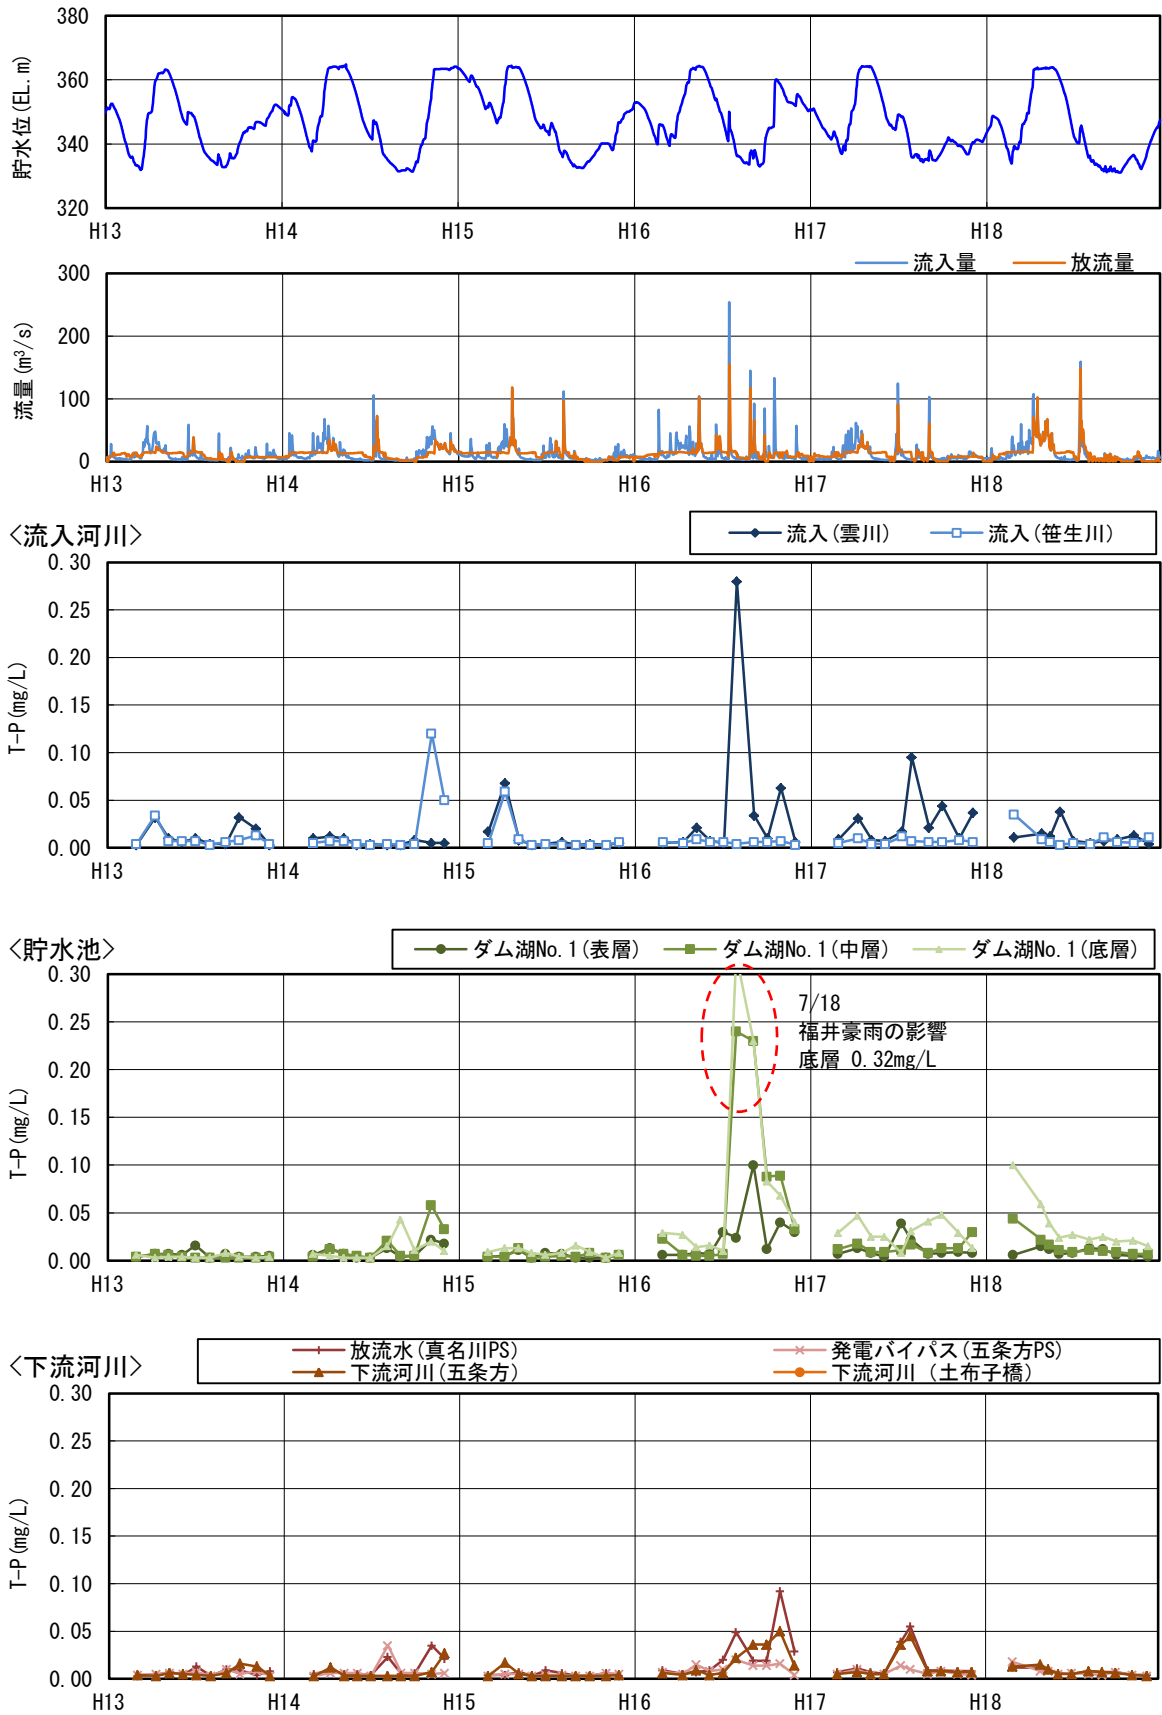 380
360
340
320
貯水位(EL.m)
H13 H14 H15 H16 H17 H18
流入量 放流量
300
200
100
0
流量(m³/s)
H13 H14 H15 H16 H17 H18
<流入河川>
流入(雲川) 流入(笹生川)
0.30
0.25
0.20
0.15
0.10
0.05
0.00
T-P(mg/L)
H13 H14 H15 H16 H17 H18
<貯水池>
ダム湖No.1(表層) ダム湖No.1(中層) ダム湖No.1(底層)
0.30
0.25
0.20
0.15
0.10
0.05
0.00
T-P(mg/L)
7/18
福井豪雨の影響
底層 0.32mg/L
H13 H14 H15 H16 H17 H18
<下流河川>
放流水(真名川PS) 発電バイパス(五条方PS)
下流河川(五条方) 下流河川 (土布子橋)
0.30
0.25
0.20
0.15
0.10
0.05
0.00
T-P(mg/L)
H13 H14 H15 H16 H17 H18